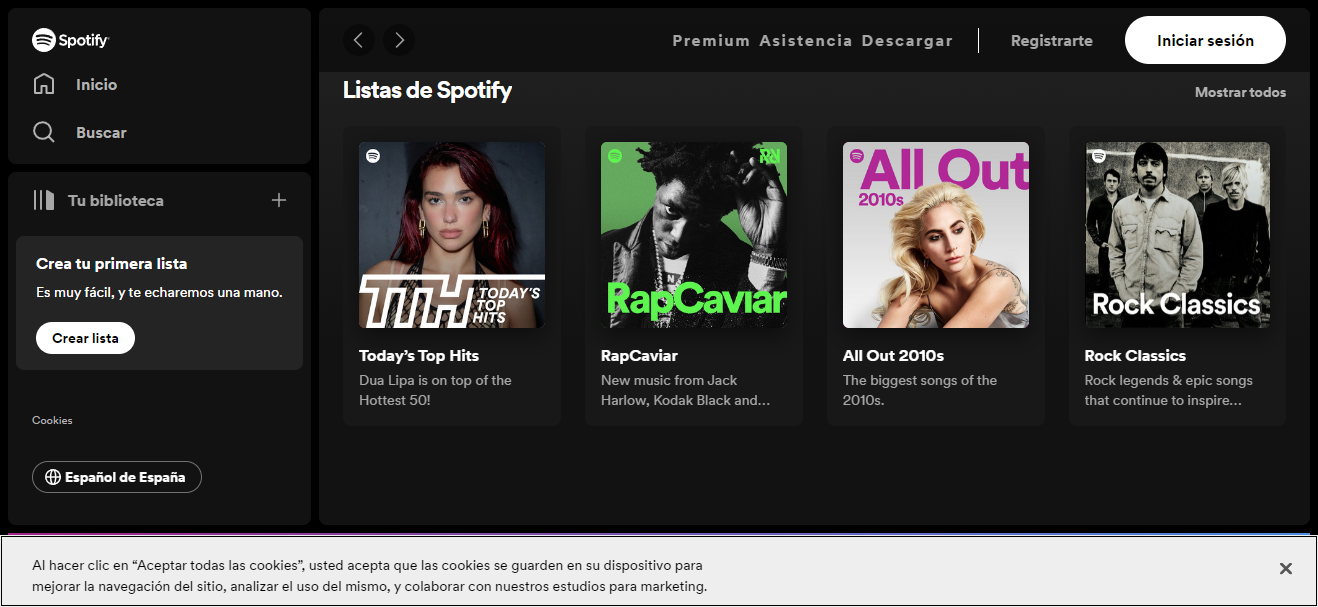 Spotify
Inicio
Buscar
Tu biblioteca
Crea tu primera lista
Es muy fácil, y te echaremos una mano.
Crear lista
Cookies
Español de España
Premium Asistencia Descargar
Registrarte
Iniciar sesión
Listas de Spotify
Mostrar todos
TTH TODAY'S
TOP
HITS
Today’s Top Hits
Dua Lipa is on top of the
Hottest 50!
RapCaviar
RapCaviar
New music from Jack
Harlow, Kodak Black and...
All Out
2010s
All Out 2010s
The biggest songs of the
2010s.
Rock Classics
Rock Classics
Rock legends & epic songs
that continue to inspire...
Al hacer clic en “Aceptar todas las cookies”, usted acepta que las cookies se guarden en su dispositivo para
mejorar la navegación del sitio, analizar el uso del mismo, y colaborar con nuestros estudios para marketing.